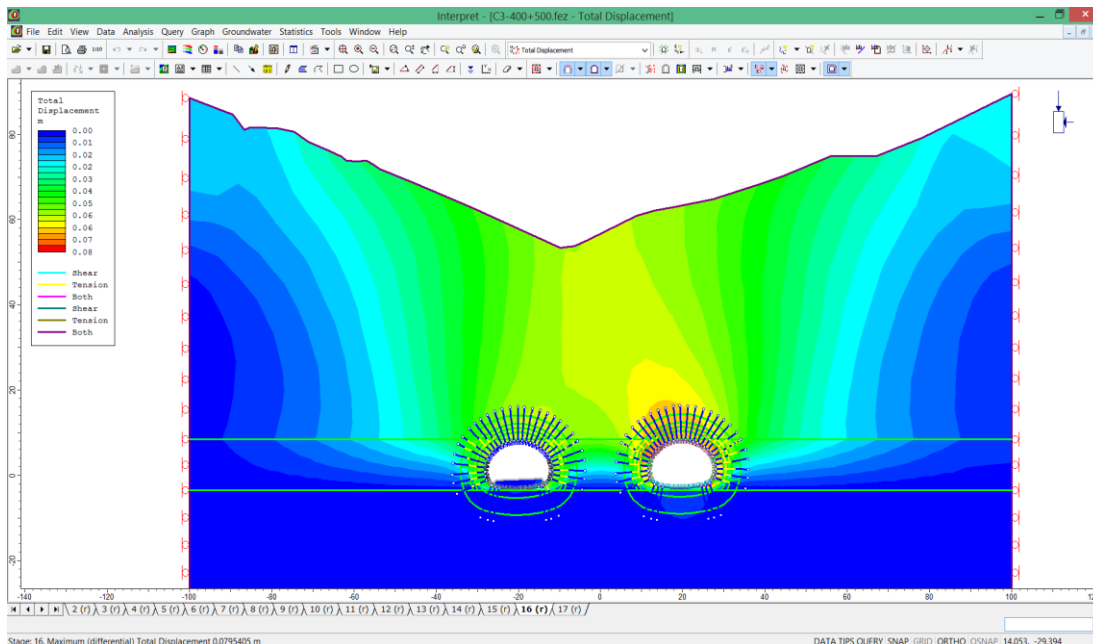 Interpret - [C3-400+500.fez - Total Displacement]
File Edit View Data Analysis Query Graph Groundwater Statistics Tools Window Help
Total Displacement
Total
Displacement
m
0.00
0.01
0.02
0.02
0.03
0.04
0.05
0.06
0.06
0.07
0.08
Shear
Tension
Both
Shear
Tension
Both
80
60
40
20
0
-20
-140 -120 -100 -80 -60 -40 -20 0 20 40 60 80 100 120 140
2 (r) 3 (r) 4 (r) 5 (r) 6 (r) 7 (r) 8 (r) 9 (r) 10 (r) 11 (r) 12 (r) 13 (r) 14 (r) 15 (r) 16 (r) 17 (r)
Stage: 16, Maximum (differential) Total Displacement 0.0795405 m
DATA TIPS QUERY SNAP GRID ORTHO OSNAP 14.053, -29.394